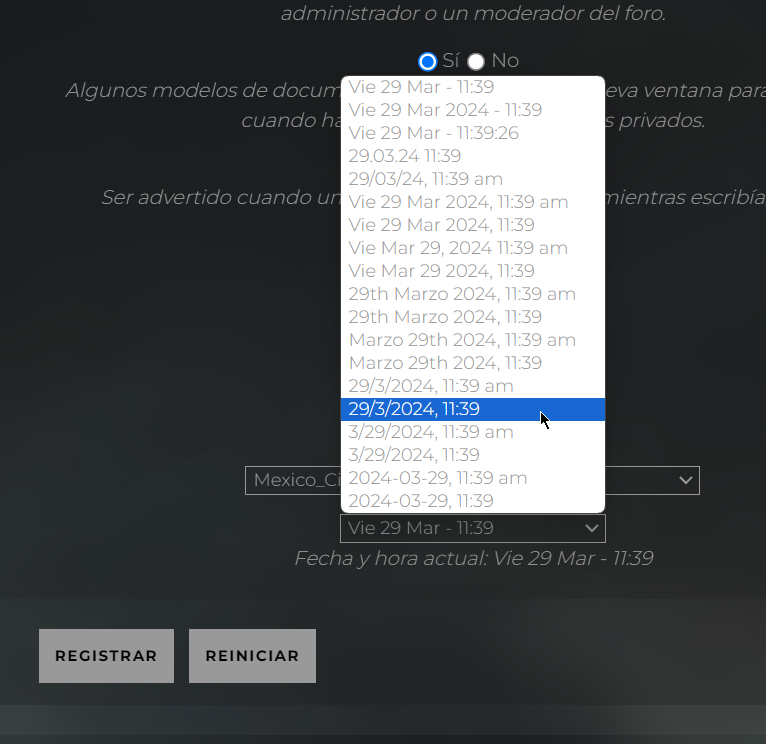 administrador o un moderador del foro.
Sí No
Algunos modelos de docum eva ventana para
cuando ha s privados.
Ser advertido cuando un mientras escribía
Vie 29 Mar - 11:39
Vie 29 Mar 2024 - 11:39
Vie 29 Mar - 11:39:26
29.03.24 11:39
29/03/24, 11:39 am
Vie 29 Mar 2024, 11:39 am
Vie 29 Mar 2024, 11:39
Vie Mar 29, 2024 11:39 am
Vie Mar 29 2024, 11:39
29th Marzo 2024, 11:39 am
29th Marzo 2024, 11:39
Marzo 29th 2024, 11:39 am
Marzo 29th 2024, 11:39
29/3/2024, 11:39 am
29/3/2024, 11:39
3/29/2024, 11:39 am
3/29/2024, 11:39
2024-03-29, 11:39 am
2024-03-29, 11:39
Mexico_Ci
Vie 29 Mar - 11:39
Fecha y hora actual: Vie 29 Mar - 11:39
REGISTRAR REINICIAR